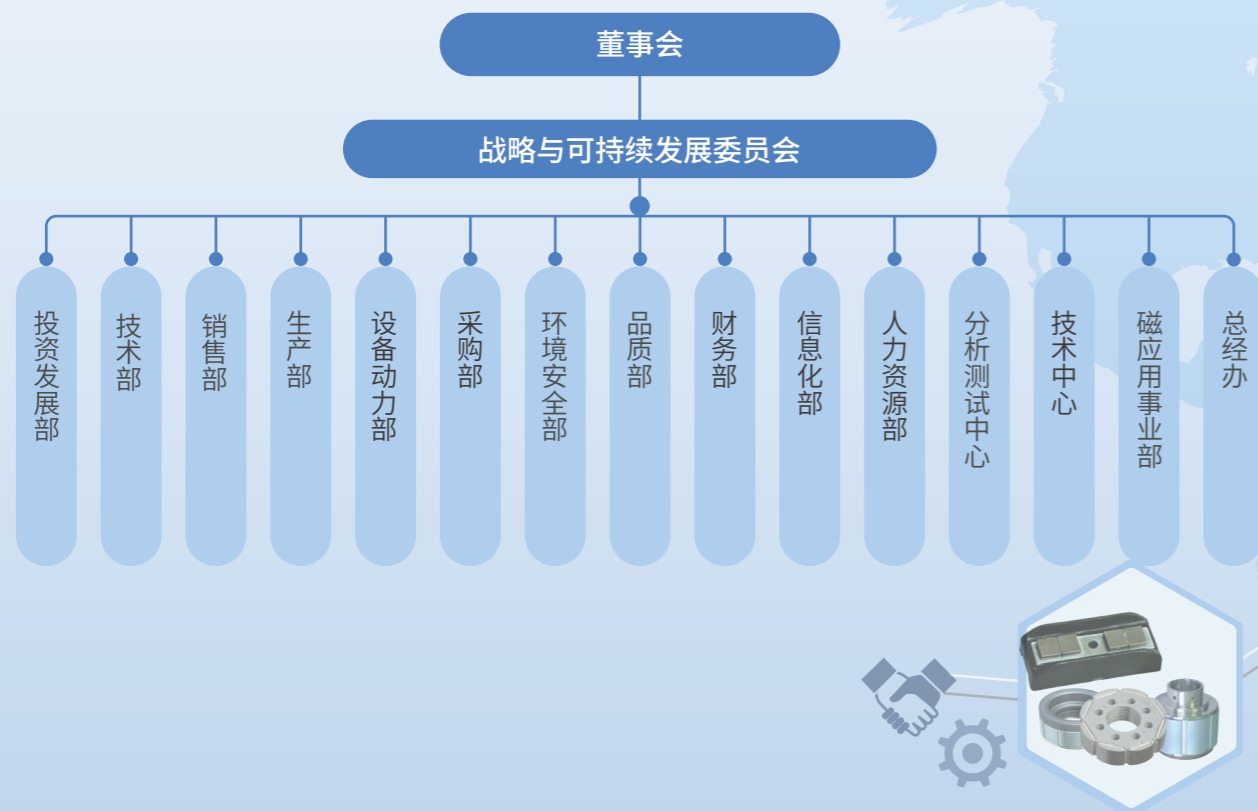 董事会
战略与可持续发展委员会
投资发展部
技术部
销售部
生产部
设备动力部
采购部
环境安全部
品质部
财务部
信息化部
人力资源部
分析测试中心
技术中心
磁应用事业部
总经办